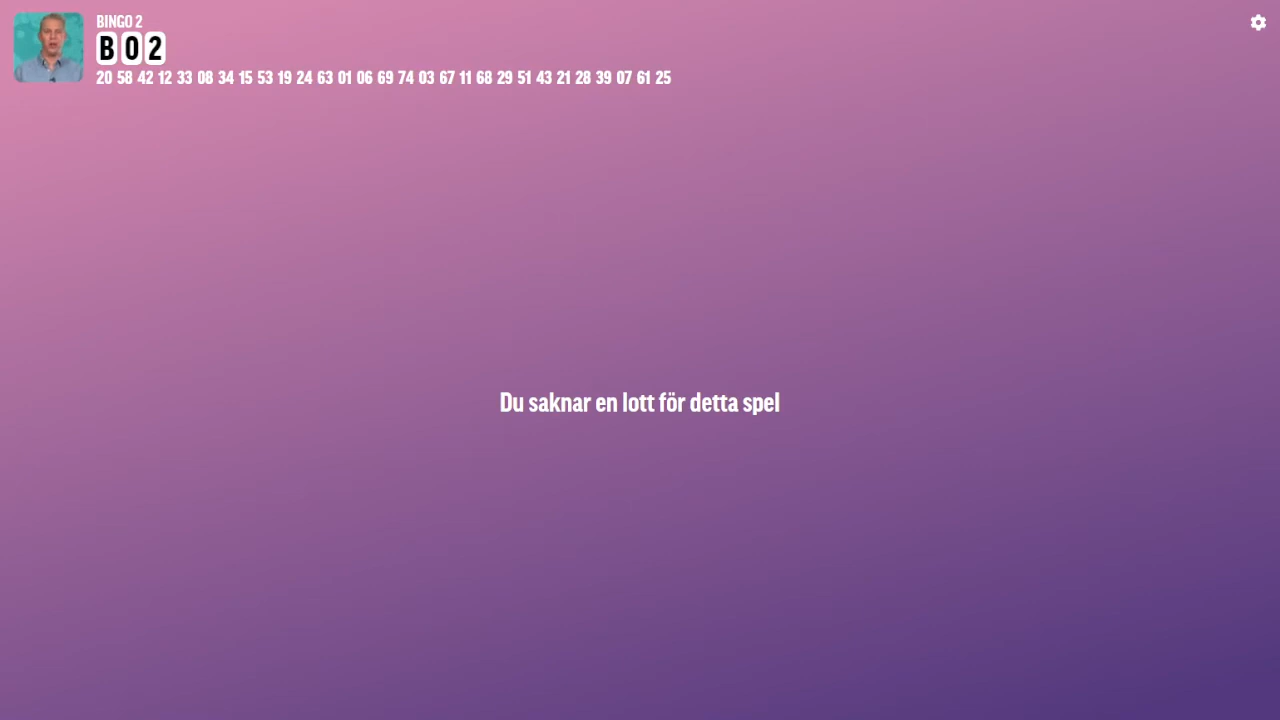 BINGO 2
B 0 2
20 58 42 12 33 08 34 15 53 19 24 63 01 06 69 74 03 67 11 68 29 51 43 21 28 39 07 61 25
Du saknar en lott för detta spel